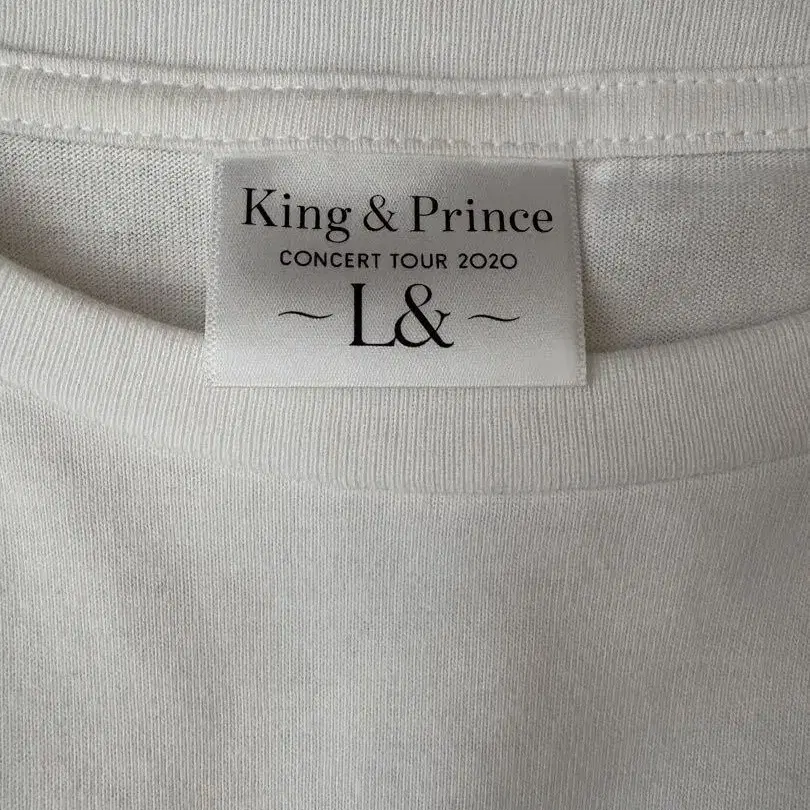 King & Prince
CONCERT TOUR 2020
~ L& ~